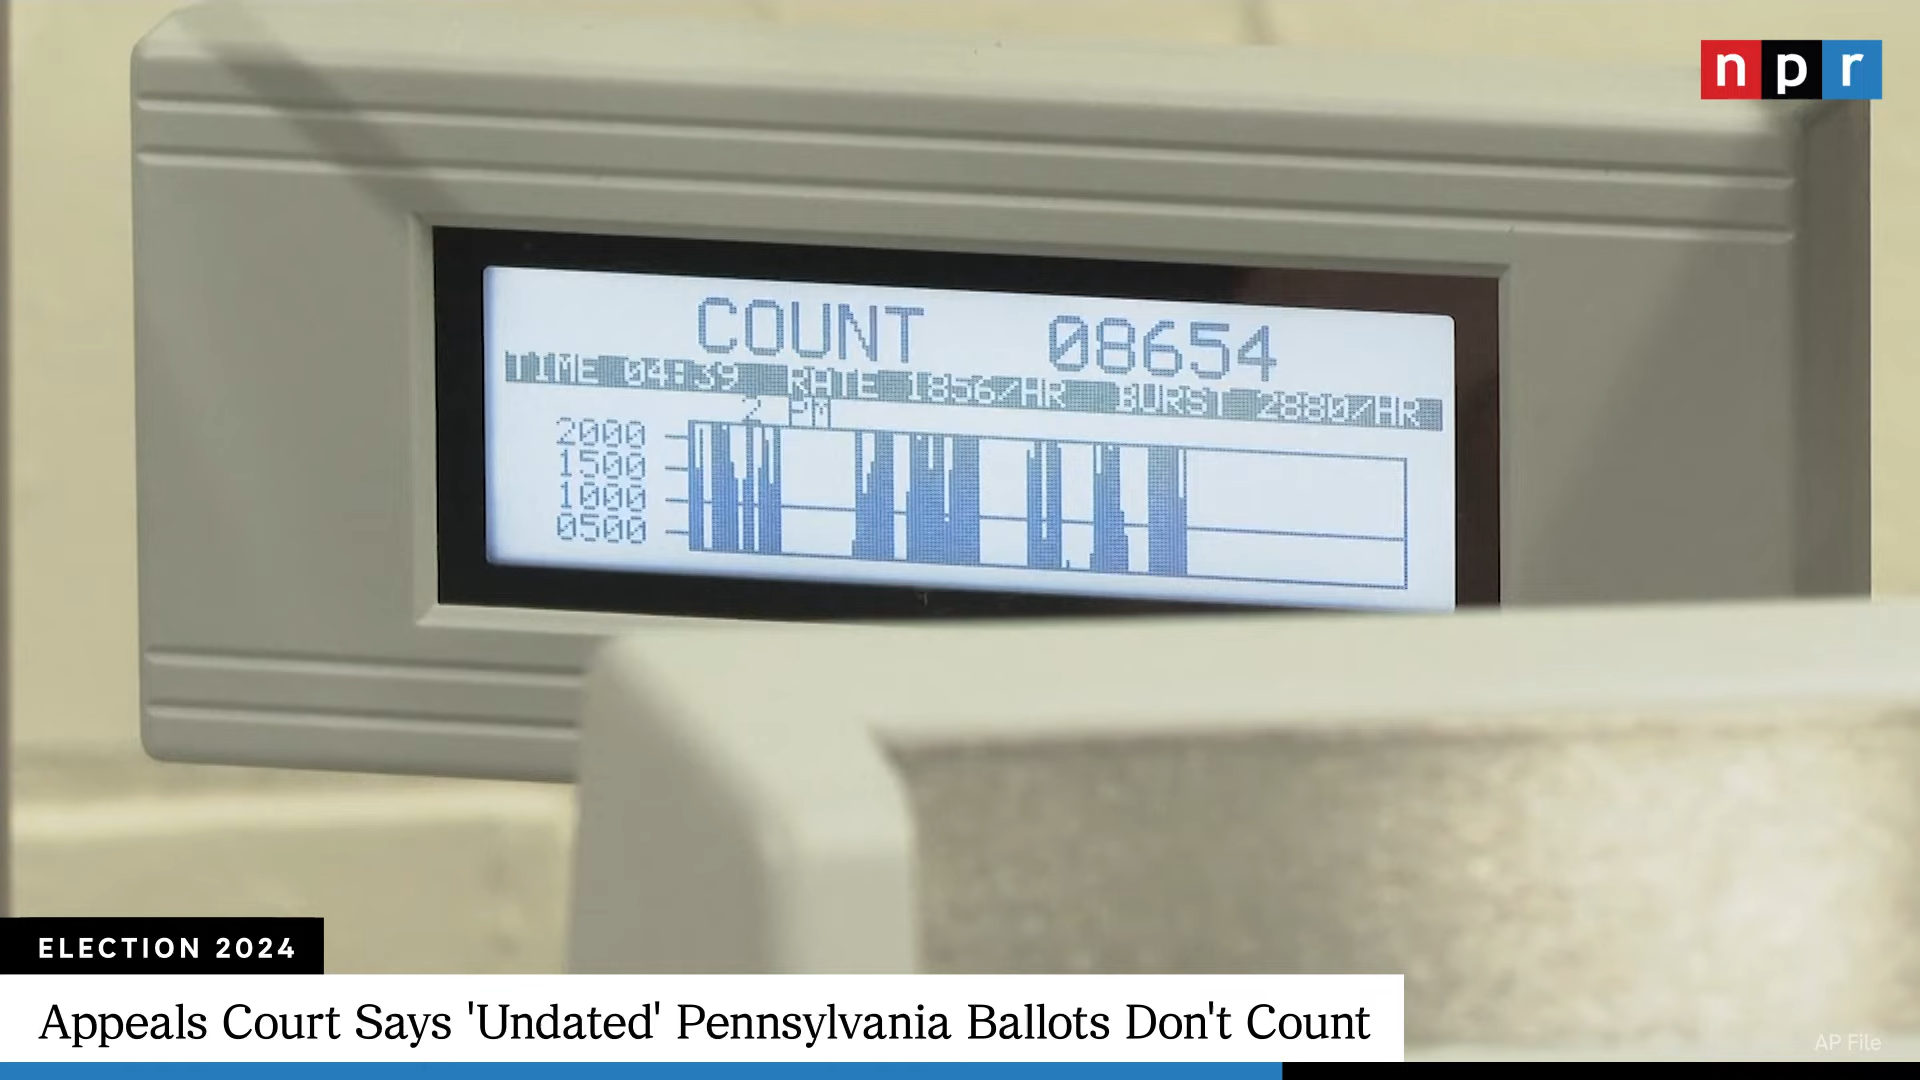 npr
COUNT 08654
TIME 04:39 RATE 1856/HR BURST 2880/HR
2 PM
2000
1500
1000
0500
ELECTION 2024
Appeals Court Says 'Undated' Pennsylvania Ballots Don't Count
AP File